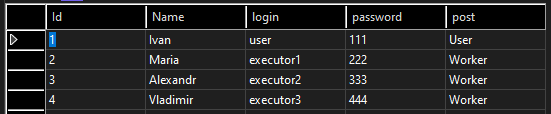 Id Name login password post
1 Ivan user 111 User
2 Maria executor1 222 Worker
3 Alexandr executor2 333 Worker
4 Vladimir executor3 444 Worker